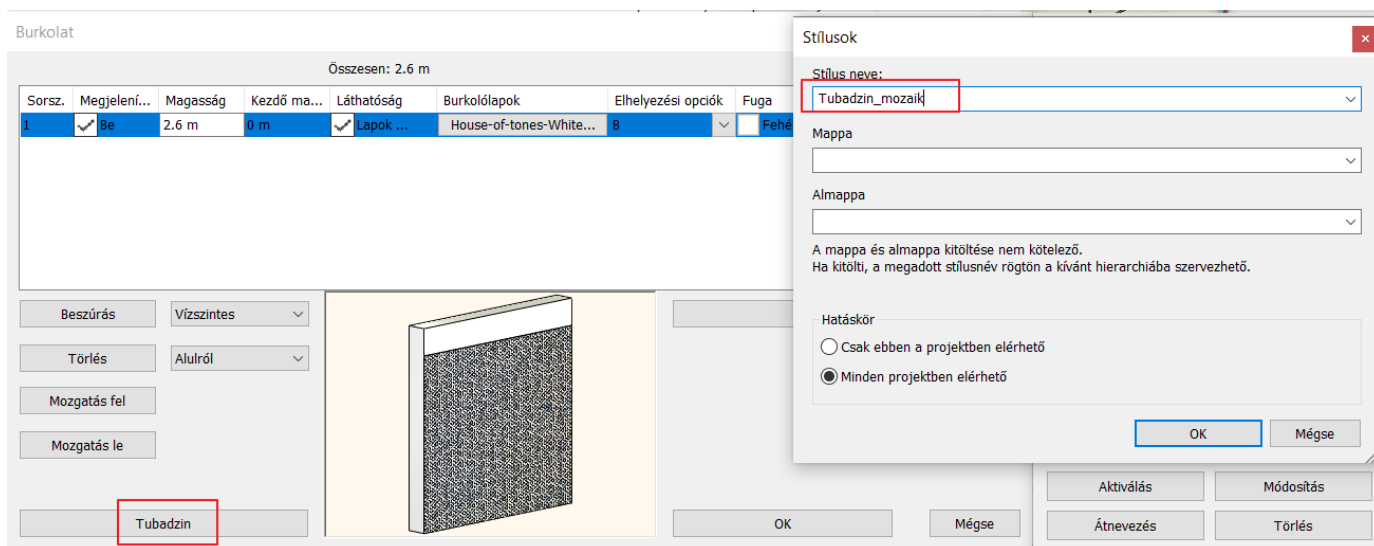 Burkolat
Összesen: 2.6 m
Sorsz. Megjelení... Magasság Kezdő ma... Láthatóság Burkolólapok Elhelyezési opciók Fuga
1 Be 2.6 m 0 m Lapok ... House-of-tones-White... B Fehé
Beszúrás Vízszintes
Törlés Alulról
Mozgatás fel
Mozgatás le
Tubadzin OK Mégse
Stílusok
Stílus neve:
Tubadzin_mozaik
Mappa
Almappa
A mappa és almappa kitöltése nem kötelező.
Ha kitölti, a megadott stílusnév rögtön a kívánt hierarchiába szervezhető.
Hatáskör
Csak ebben a projektben elérhető
Minden projektben elérhető
OK Mégse
Aktiválás Módosítás
Átnevezés Törlés